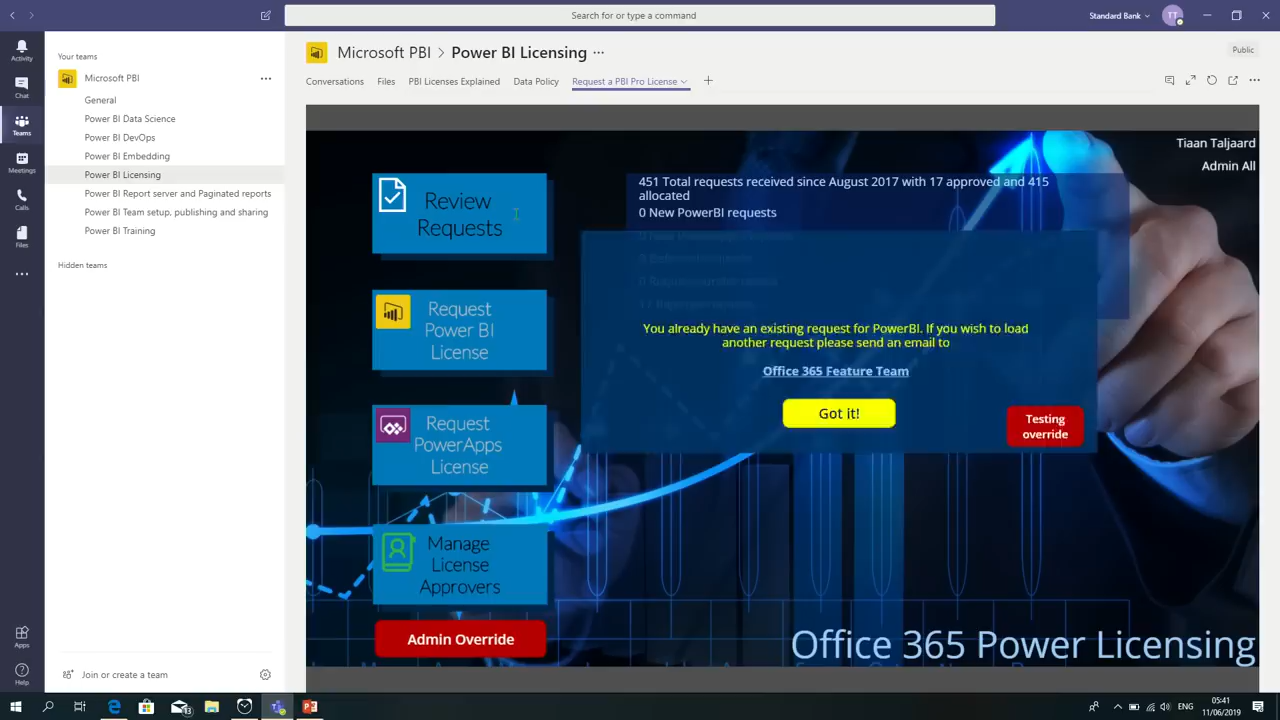 Search for or type a command
Standard Bank
TT
Activity
Chat
Teams
Meetings
Calls
Files
Apps
Help
Your teams
Microsoft PBI
General
Power BI Data Science
Power BI DevOps
Power BI Embedding
Power BI Licensing
Power BI Report server and Paginated reports
Power BI Team setup, publishing and sharing
Power BI Training
Hidden teams
Join or create a team
Microsoft PBI > Power BI Licensing ...
Public
Conversations Files PBI Licenses Explained Data Policy Request a PBI Pro License
Tiaan Taljaard
Admin All
Review
Requests
Request
Power BI
License
Request
PowerApps
License
Manage
License
Approvers
Admin Override
451 Total requests received since August 2017 with 17 approved and 415
allocated
0 New PowerBI requests
You already have an existing request for PowerBI. If you wish to load
another request please send an email to
Office 365 Feature Team
Got it!
Testing
override
Office 365 Power Licensing
ENG
05:41
11/06/2019